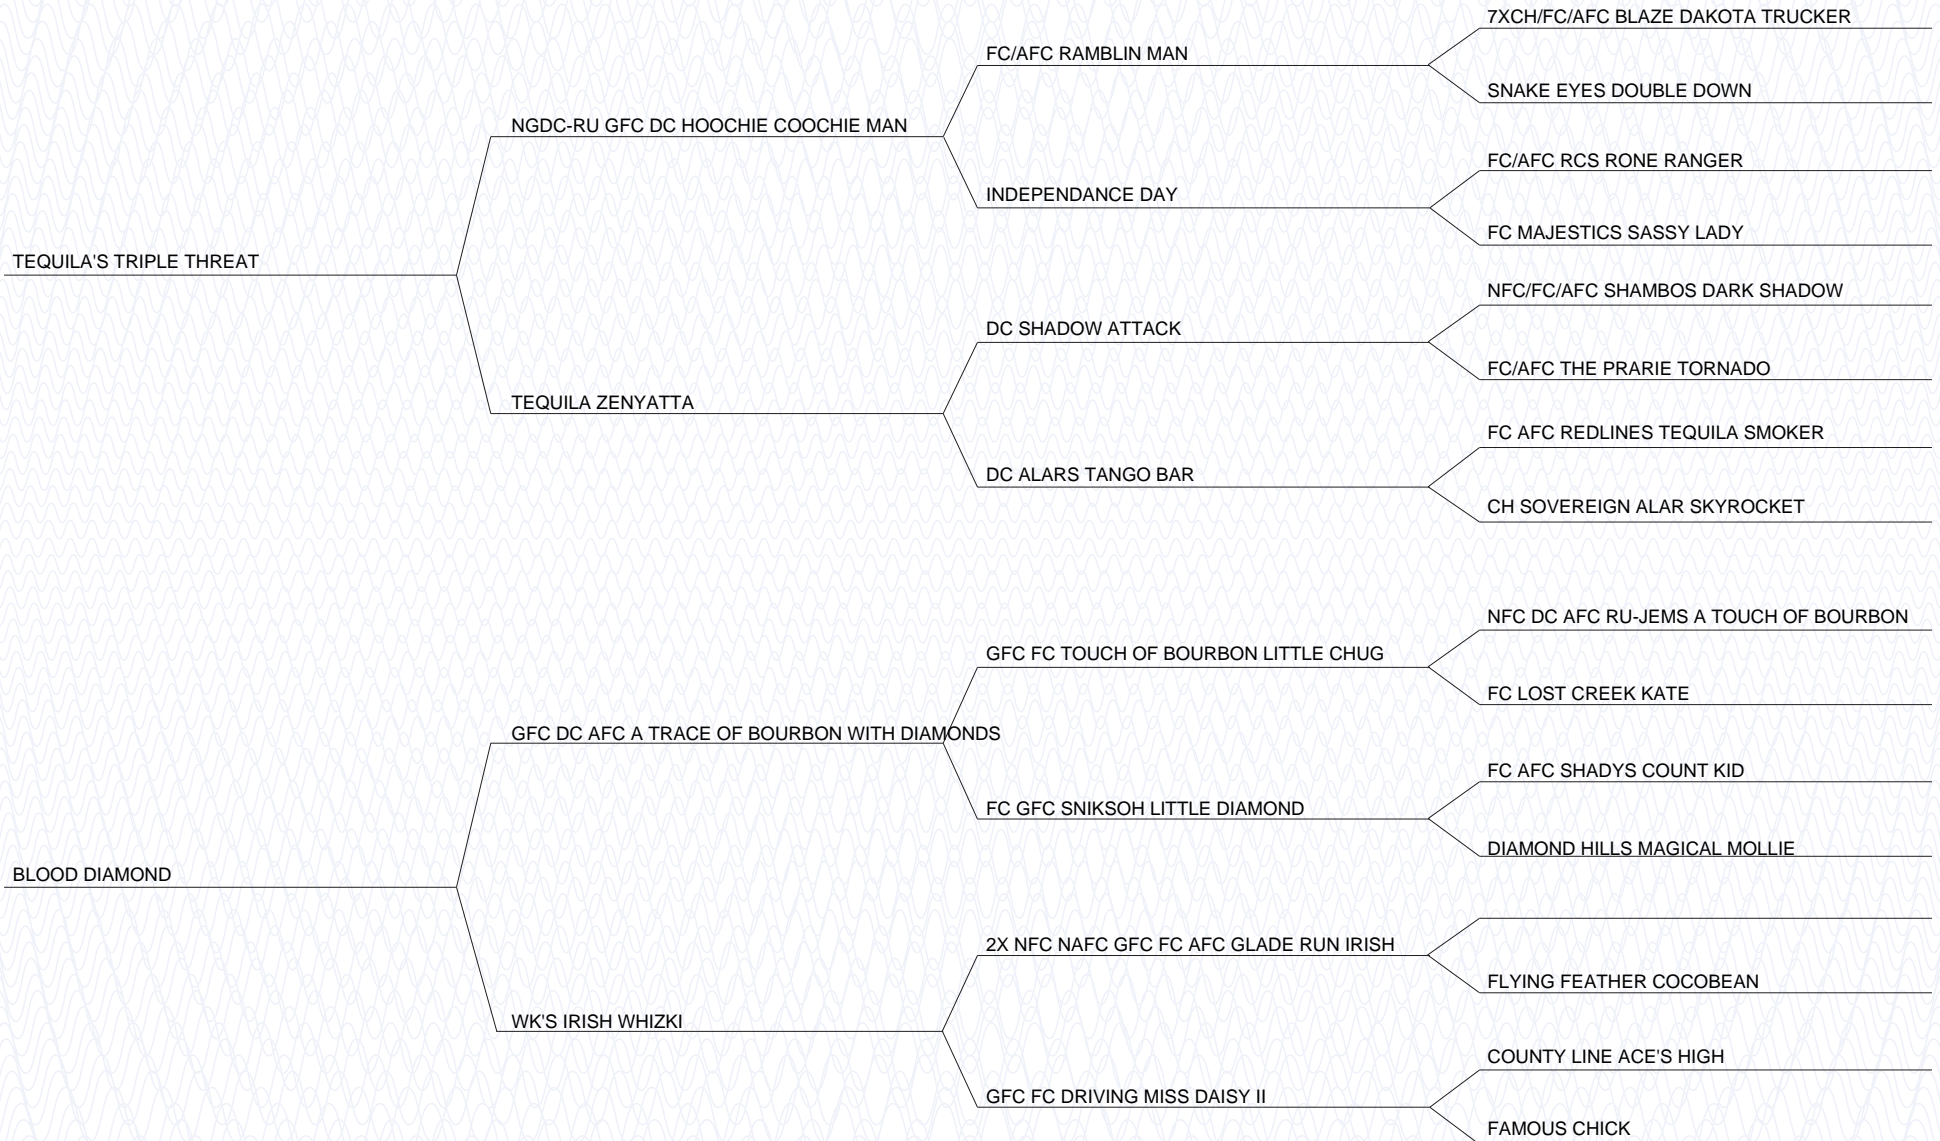 7XCH/FC/AFC BLAZE DAKOTA TRUCKER
FC/AFC RAMBLIN MAN
SNAKE EYES DOUBLE DOWN
NGDC-RU GFC DC HOOCHIE COOCHIE MAN
FC/AFC RCS RONE RANGER
INDEPENDANCE DAY
FC MAJESTICS SASSY LADY
TEQUILA'S TRIPLE THREAT
NFC/FC/AFC SHAMBOS DARK SHADOW
DC SHADOW ATTACK
FC/AFC THE PRARIE TORNADO
TEQUILA ZENYATTA
FC AFC REDLINES TEQUILA SMOKER
DC ALARS TANGO BAR
CH SOVEREIGN ALAR SKYROCKET
NFC DC AFC RU-JEMS A TOUCH OF BOURBON
GFC FC TOUCH OF BOURBON LITTLE CHUG
FC LOST CREEK KATE
GFC DC AFC A TRACE OF BOURBON WITH DIAMONDS
FC AFC SHADYS COUNT KID
FC GFC SNIKSOH LITTLE DIAMOND
DIAMOND HILLS MAGICAL MOLLIE
BLOOD DIAMOND
2X NFC NAFC GFC FC AFC GLADE RUN IRISH
FLYING FEATHER COCOBEAN
WK'S IRISH WHIZKI
COUNTY LINE ACE'S HIGH
GFC FC DRIVING MISS DAISY II
FAMOUS CHICK